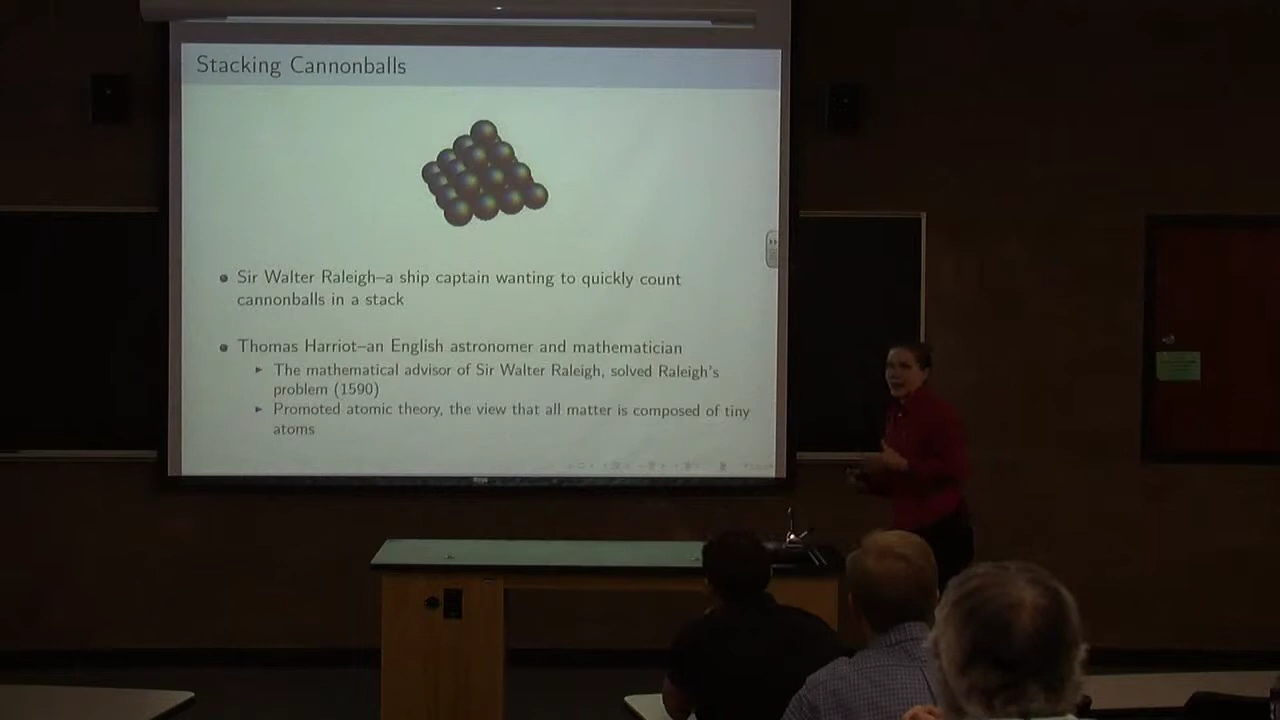 Stacking Cannonballs
Sir Walter Raleigh–a ship captain wanting to quickly count
cannonballs in a stack
Thomas Harriot–an English astronomer and mathematician
The mathematical advisor of Sir Walter Raleigh, solved Raleigh's
problem (1590)
Promoted atomic theory, the view that all matter is composed of tiny
atoms